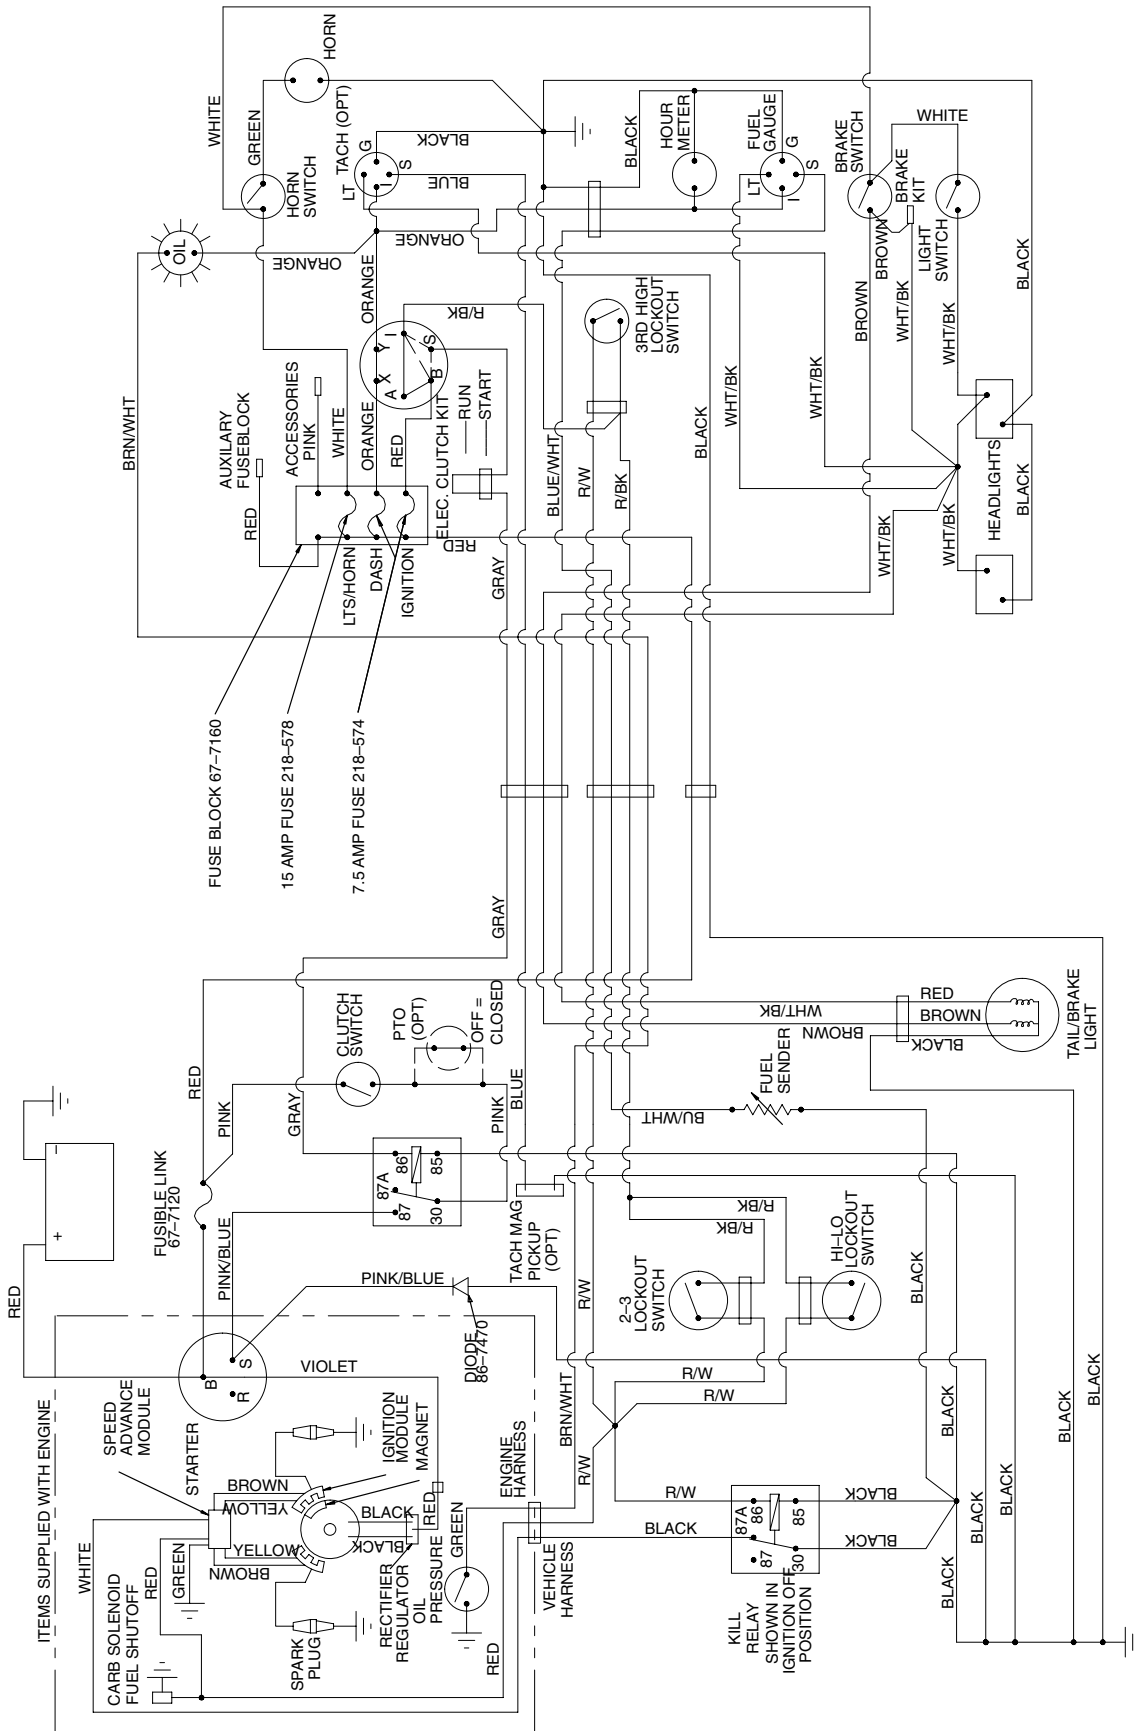 HORN
WHITE
GREEN
HORN
SWITCH
TACH (OPT)
LT
G
I
S
BLACK
BLUE
OIL
ORANGE
ORANGE
BLACK
HOUR
METER
FUEL
GAUGE
LT
G
I
S
BRAKE
SWITCH
WHITE
BRAKE
KIT
BROWN
LIGHT
SWITCH
BROWN
WHT/BK
WHT/BK
BLACK
BRN/WHT
ORANGE
R/BK
A
X
Y
I
B
S
3RD HIGH
LOCKOUT
SWITCH
BLACK
WHT/BK
WHT/BK
AUXILARY
FUSEBLOCK
ACCESSORIES
PINK
WHITE
ORANGE
RED
ELEC. CLUTCH KIT
RUN
START
RED
LTS/HORN
DASH
IGNITION
RED
GRAY
BLUE/WHT
R/W
R/BK
WHT/BK
WHT/BK
HEADLIGHTS
BLACK
FUSE BLOCK 67–7160
15 AMP FUSE 218–578
7.5 AMP FUSE 218–574
GRAY
CLUTCH
SWITCH
PTO
(OPT)
OFF =
CLOSED
RED
PINK
GRAY
PINK
BLUE
WHT/BK
BROWN
RED
BROWN
BLACK
TAIL/BRAKE
LIGHT
FUEL
SENDER
BU/WHT
+
–
RED
FUSIBLE LINK
67–7120
PINK/BLUE
87A
86
87
30
85
TACH MAG
PICKUP
(OPT)
PINK/BLUE
DIODE
86–7470
R/W
R/BK
R/BK
2–3
LOCKOUT
SWITCH
HI–LO
LOCKOUT
SWITCH
BLACK
R/W
R/W
BLACK
BLACK
BLACK
BLACK
BLACK
ITEMS SUPPLIED WITH ENGINE
SPEED
ADVANCE
MODULE
STARTER
B
R
S
VIOLET
IGNITION
MODULE
MAGNET
BROWN
YELLOW
YELLOW
BROWN
BLACK
BLACK
RED
RECTIFIER
REGULATOR
OIL
PRESSURE
GREEN
ENGINE
HARNESS
VEHICLE
HARNESS
BRN/WHT
R/W
R/W
BLACK
WHITE
CARB SOLENOID
FUEL SHUTOFF
RED
GREEN
SPARK
PLUG
RED
KILL
RELAY
SHOWN IN
IGNITION OFF
POSITION
87A
86
87
30
85
BLACK
BLACK
BLACK